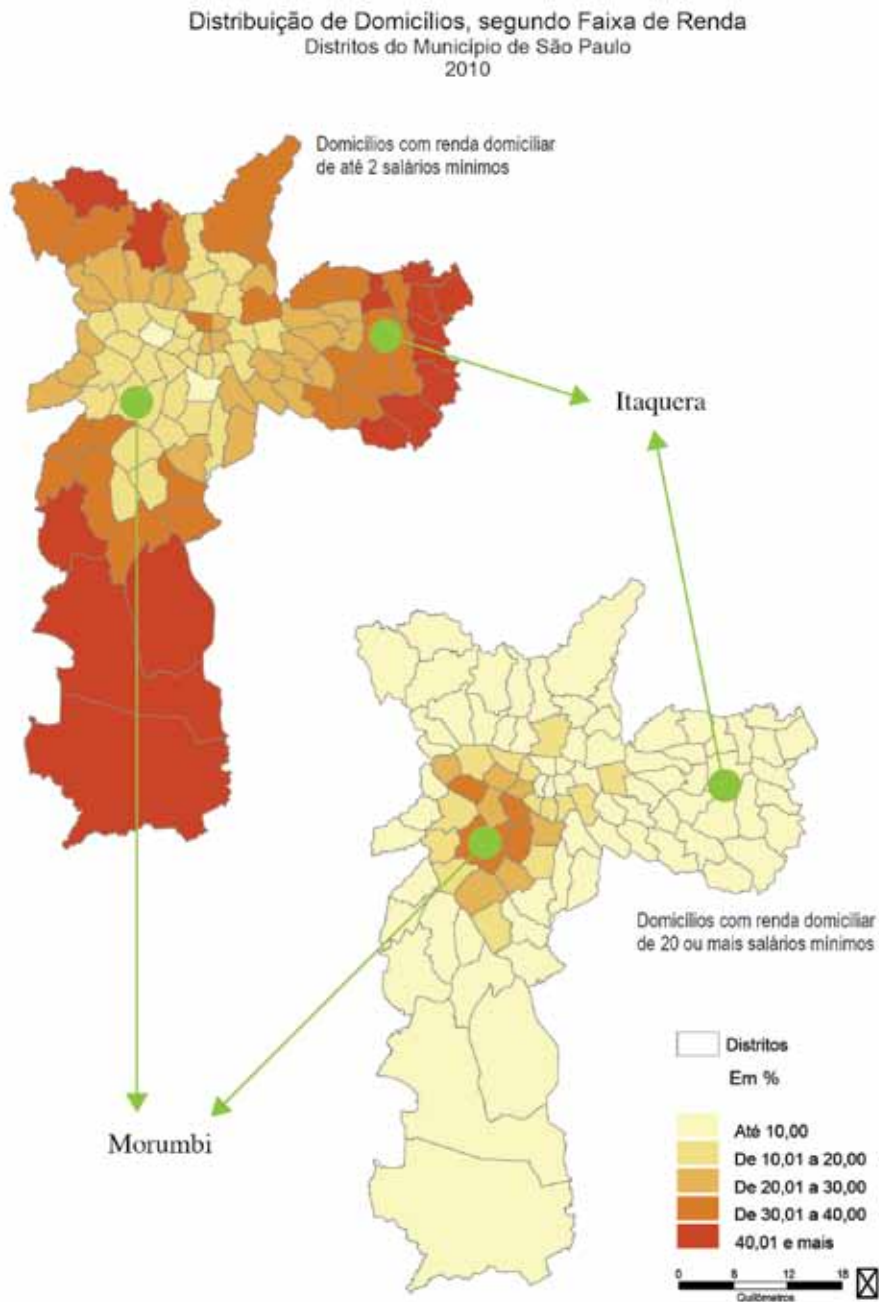 Distribuição de Domicílios, segundo Faixa de Renda
Distritos do Município de São Paulo
2010
Domicílios com renda domiciliar
de até 2 salários mínimos
Itaquera
Domicílios com renda domiciliar
de 20 ou mais salários mínimos
Morumbi
Distritos
Em %
Até 10,00
De 10,01 a 20,00
De 20,01 a 30,00
De 30,01 a 40,00
40,01 e mais
0 6 12 18
Quilômetros